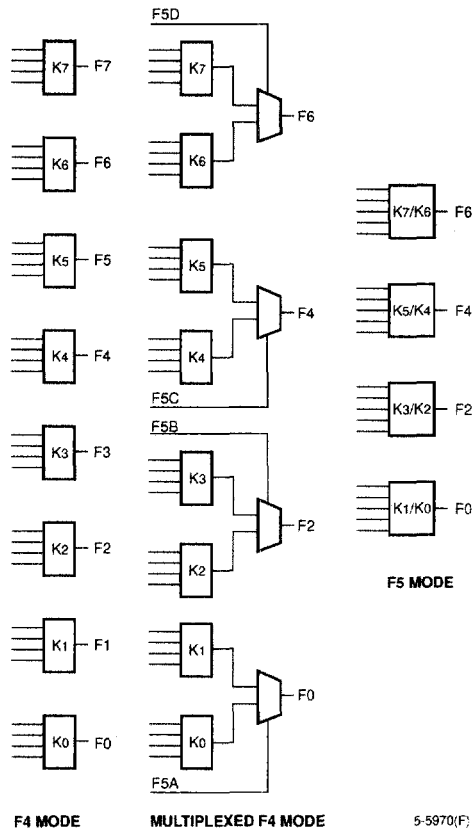 F5D
K7 F7 K7
F6
K6 F6 K6
K7/K6 F6
K5 F5 K5
F4
K5/K4 F4
K4 F4 K4
F5C
F5B
K3/K2 F2
K3 F3 K3
K1/K0 F0
F2
K2 F2 K2
F5 MODE
K1 F1 K1
F0
K0 F0 K0
F5A
F4 MODE MULTIPLEXED F4 MODE 5-5970(F)